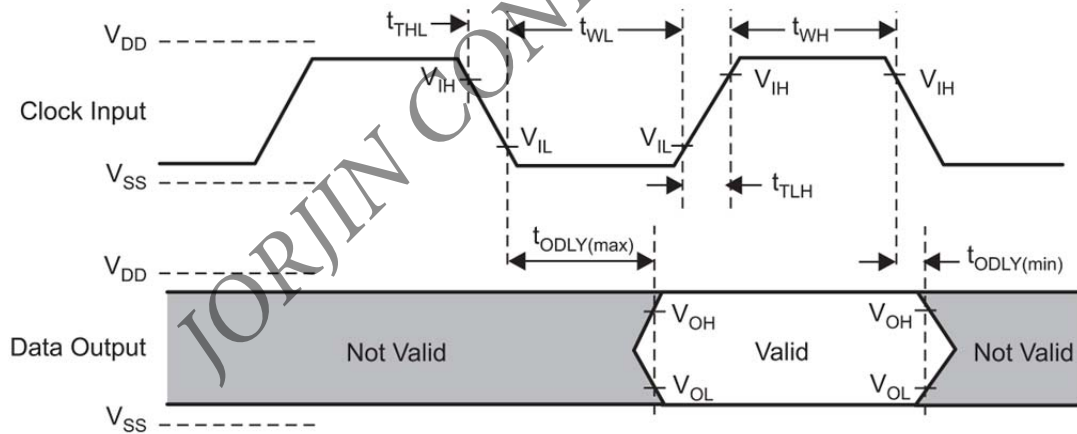 V_DD
t_THL
t_WL
t_WH
Clock Input
V_IH
V_IL
V_IL
V_IH
V_IH
V_SS
t_TLH
V_DD
t_ODLY(max)
t_ODLY(min)
Data Output
Not Valid
V_OH
V_OL
Valid
V_OH
V_OL
Not Valid
V_SS
JORJIN